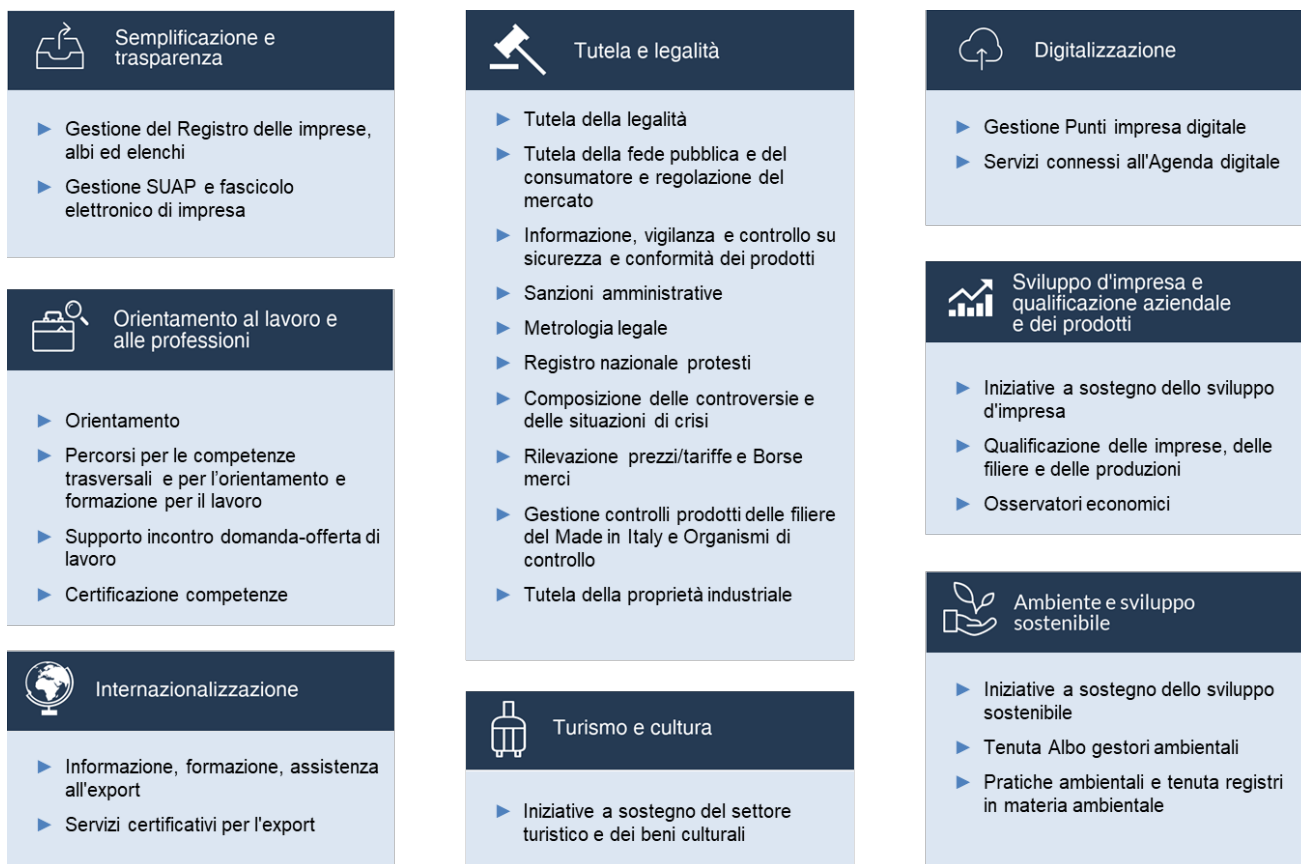 Semplificazione e
trasparenza
► Gestione del Registro delle imprese,
albi ed elenchi
► Gestione SUAP e fascicolo
elettronico di impresa
Orientamento al lavoro e
alle professioni
► Orientamento
► Percorsi per le competenze
trasversali e per l’orientamento e
formazione per il lavoro
► Supporto incontro domanda-offerta di
lavoro
► Certificazione competenze
Internazionalizzazione
► Informazione, formazione, assistenza
all'export
► Servizi certificativi per l'export
Tutela e legalità
► Tutela della legalità
► Tutela della fede pubblica e del
consumatore e regolazione del
mercato
► Informazione, vigilanza e controllo su
sicurezza e conformità dei prodotti
► Sanzioni amministrative
► Metrologia legale
► Registro nazionale protesti
► Composizione delle controversie e
delle situazioni di crisi
► Rilevazione prezzi/tariffe e Borse
merci
► Gestione controlli prodotti delle filiere
del Made in Italy e Organismi di
controllo
► Tutela della proprietà industriale
Turismo e cultura
► Iniziative a sostegno del settore
turistico e dei beni culturali
Digitalizzazione
► Gestione Punti impresa digitale
► Servizi connessi all'Agenda digitale
Sviluppo d'impresa e
qualificazione aziendale
e dei prodotti
► Iniziative a sostegno dello sviluppo
d'impresa
► Qualificazione delle imprese, delle
filiere e delle produzioni
► Osservatori economici
Ambiente e sviluppo
sostenibile
► Iniziative a sostegno dello sviluppo
sostenibile
► Tenuta Albo gestori ambientali
► Pratiche ambientali e tenuta registri
in materia ambientale